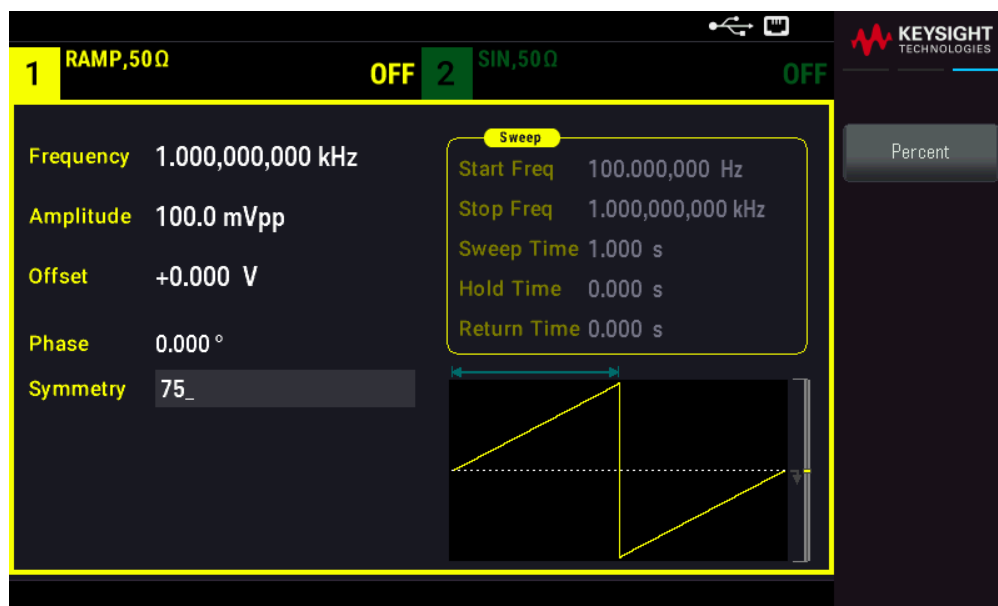 KEYSIGHT
TECHNOLOGIES
1 RAMP,50Ω OFF
2 SIN,50Ω OFF
Frequency 1.000,000,000 kHz
Amplitude 100.0 mVpp
Offset +0.000 V
Phase 0.000 °
Symmetry 75_
Sweep
Start Freq 100.000,000 Hz
Stop Freq 1.000,000,000 kHz
Sweep Time 1.000 s
Hold Time 0.000 s
Return Time 0.000 s
Percent